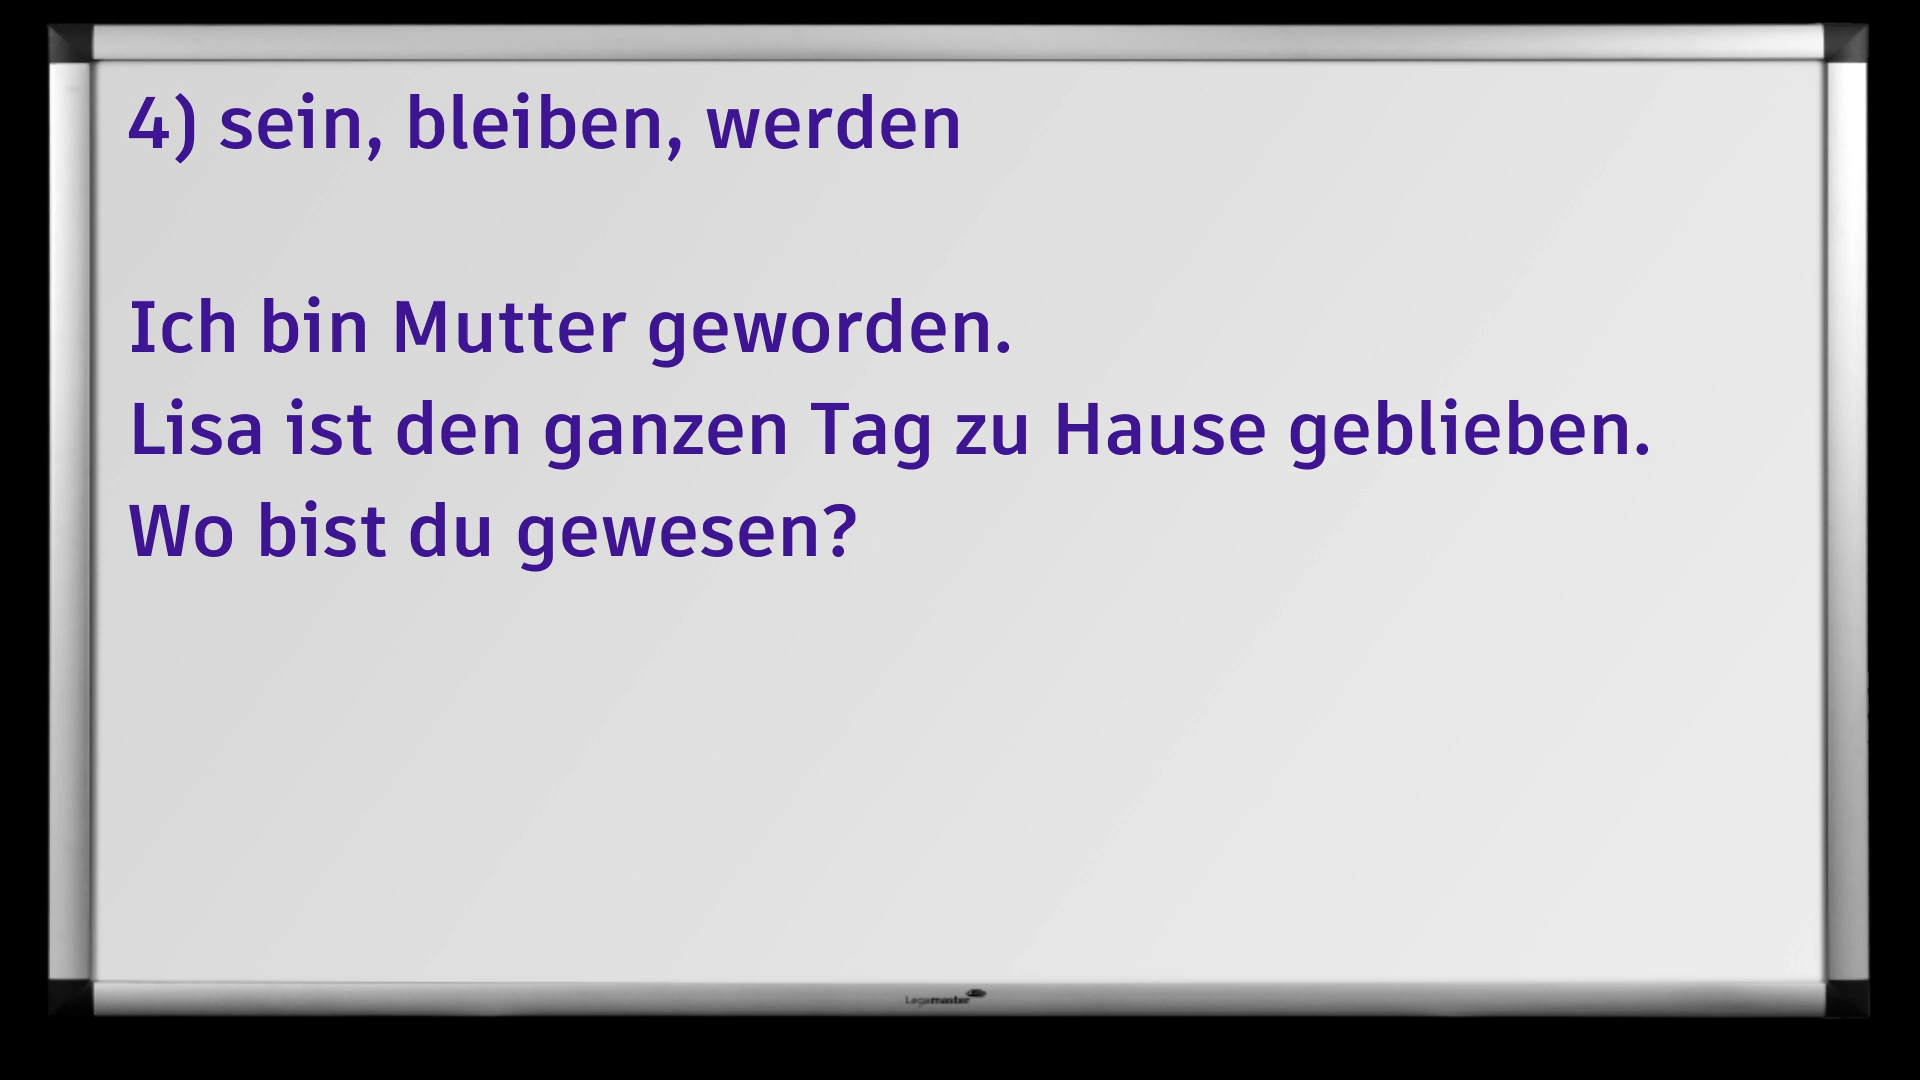 4) sein, bleiben, werden
Ich bin Mutter geworden.
Lisa ist den ganzen Tag zu Hause geblieben.
Wo bist du gewesen?
Legamaster